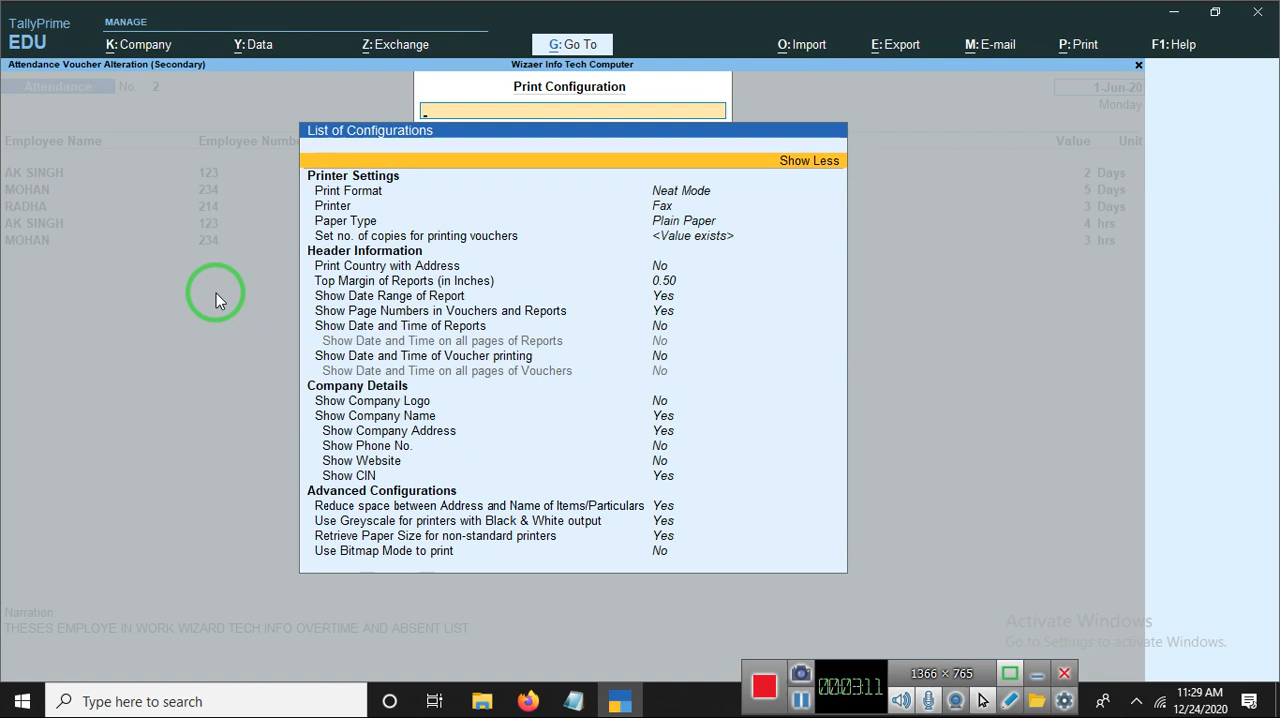 TallyPrime
MANAGE
EDU
K: Company
Y: Data
Z: Exchange
G: Go To
O: Import
E: Export
M: E-mail
P: Print
F1: Help
Attendance Voucher Alteration (Secondary)
Wizaer Info Tech Computer
Attendance No. 2
1-Jun-20
Monday
Print Configuration
List of Configurations
Show Less
Employee Name
Value Unit
AK SINGH 123 2 Days
MOHAN 234 5 Days
RADHA 214 3 Days
AK SINGH 123 4 hrs
MOHAN 234 3 hrs
Printer Settings
Print Format Neat Mode
Printer Fax
Paper Type Plain Paper
Set no. of copies for printing vouchers <Value exists>
Header Information
Print Country with Address No
Top Margin of Reports (in Inches) 0.50
Show Date Range of Report Yes
Show Page Numbers in Vouchers and Reports Yes
Show Date and Time of Reports No
Show Date and Time on all pages of Reports No
Show Date and Time of Voucher printing No
Show Date and Time on all pages of Vouchers No
Company Details
Show Company Logo No
Show Company Name Yes
Show Company Address Yes
Show Phone No. No
Show Website No
Show CIN Yes
Advanced Configurations
Reduce space between Address and Name of Items/Particulars Yes
Use Greyscale for printers with Black & White output Yes
Retrieve Paper Size for non-standard printers Yes
Use Bitmap Mode to print No
Narration:
THESES EMPLOYE IN WORK WIZARD TECH INFO OVERTIME AND ABSENT LIST
Activate Windows
Go to Settings to activate Windows.
1366 × 765
000311
Type here to search
11:29 AM
12/24/2020